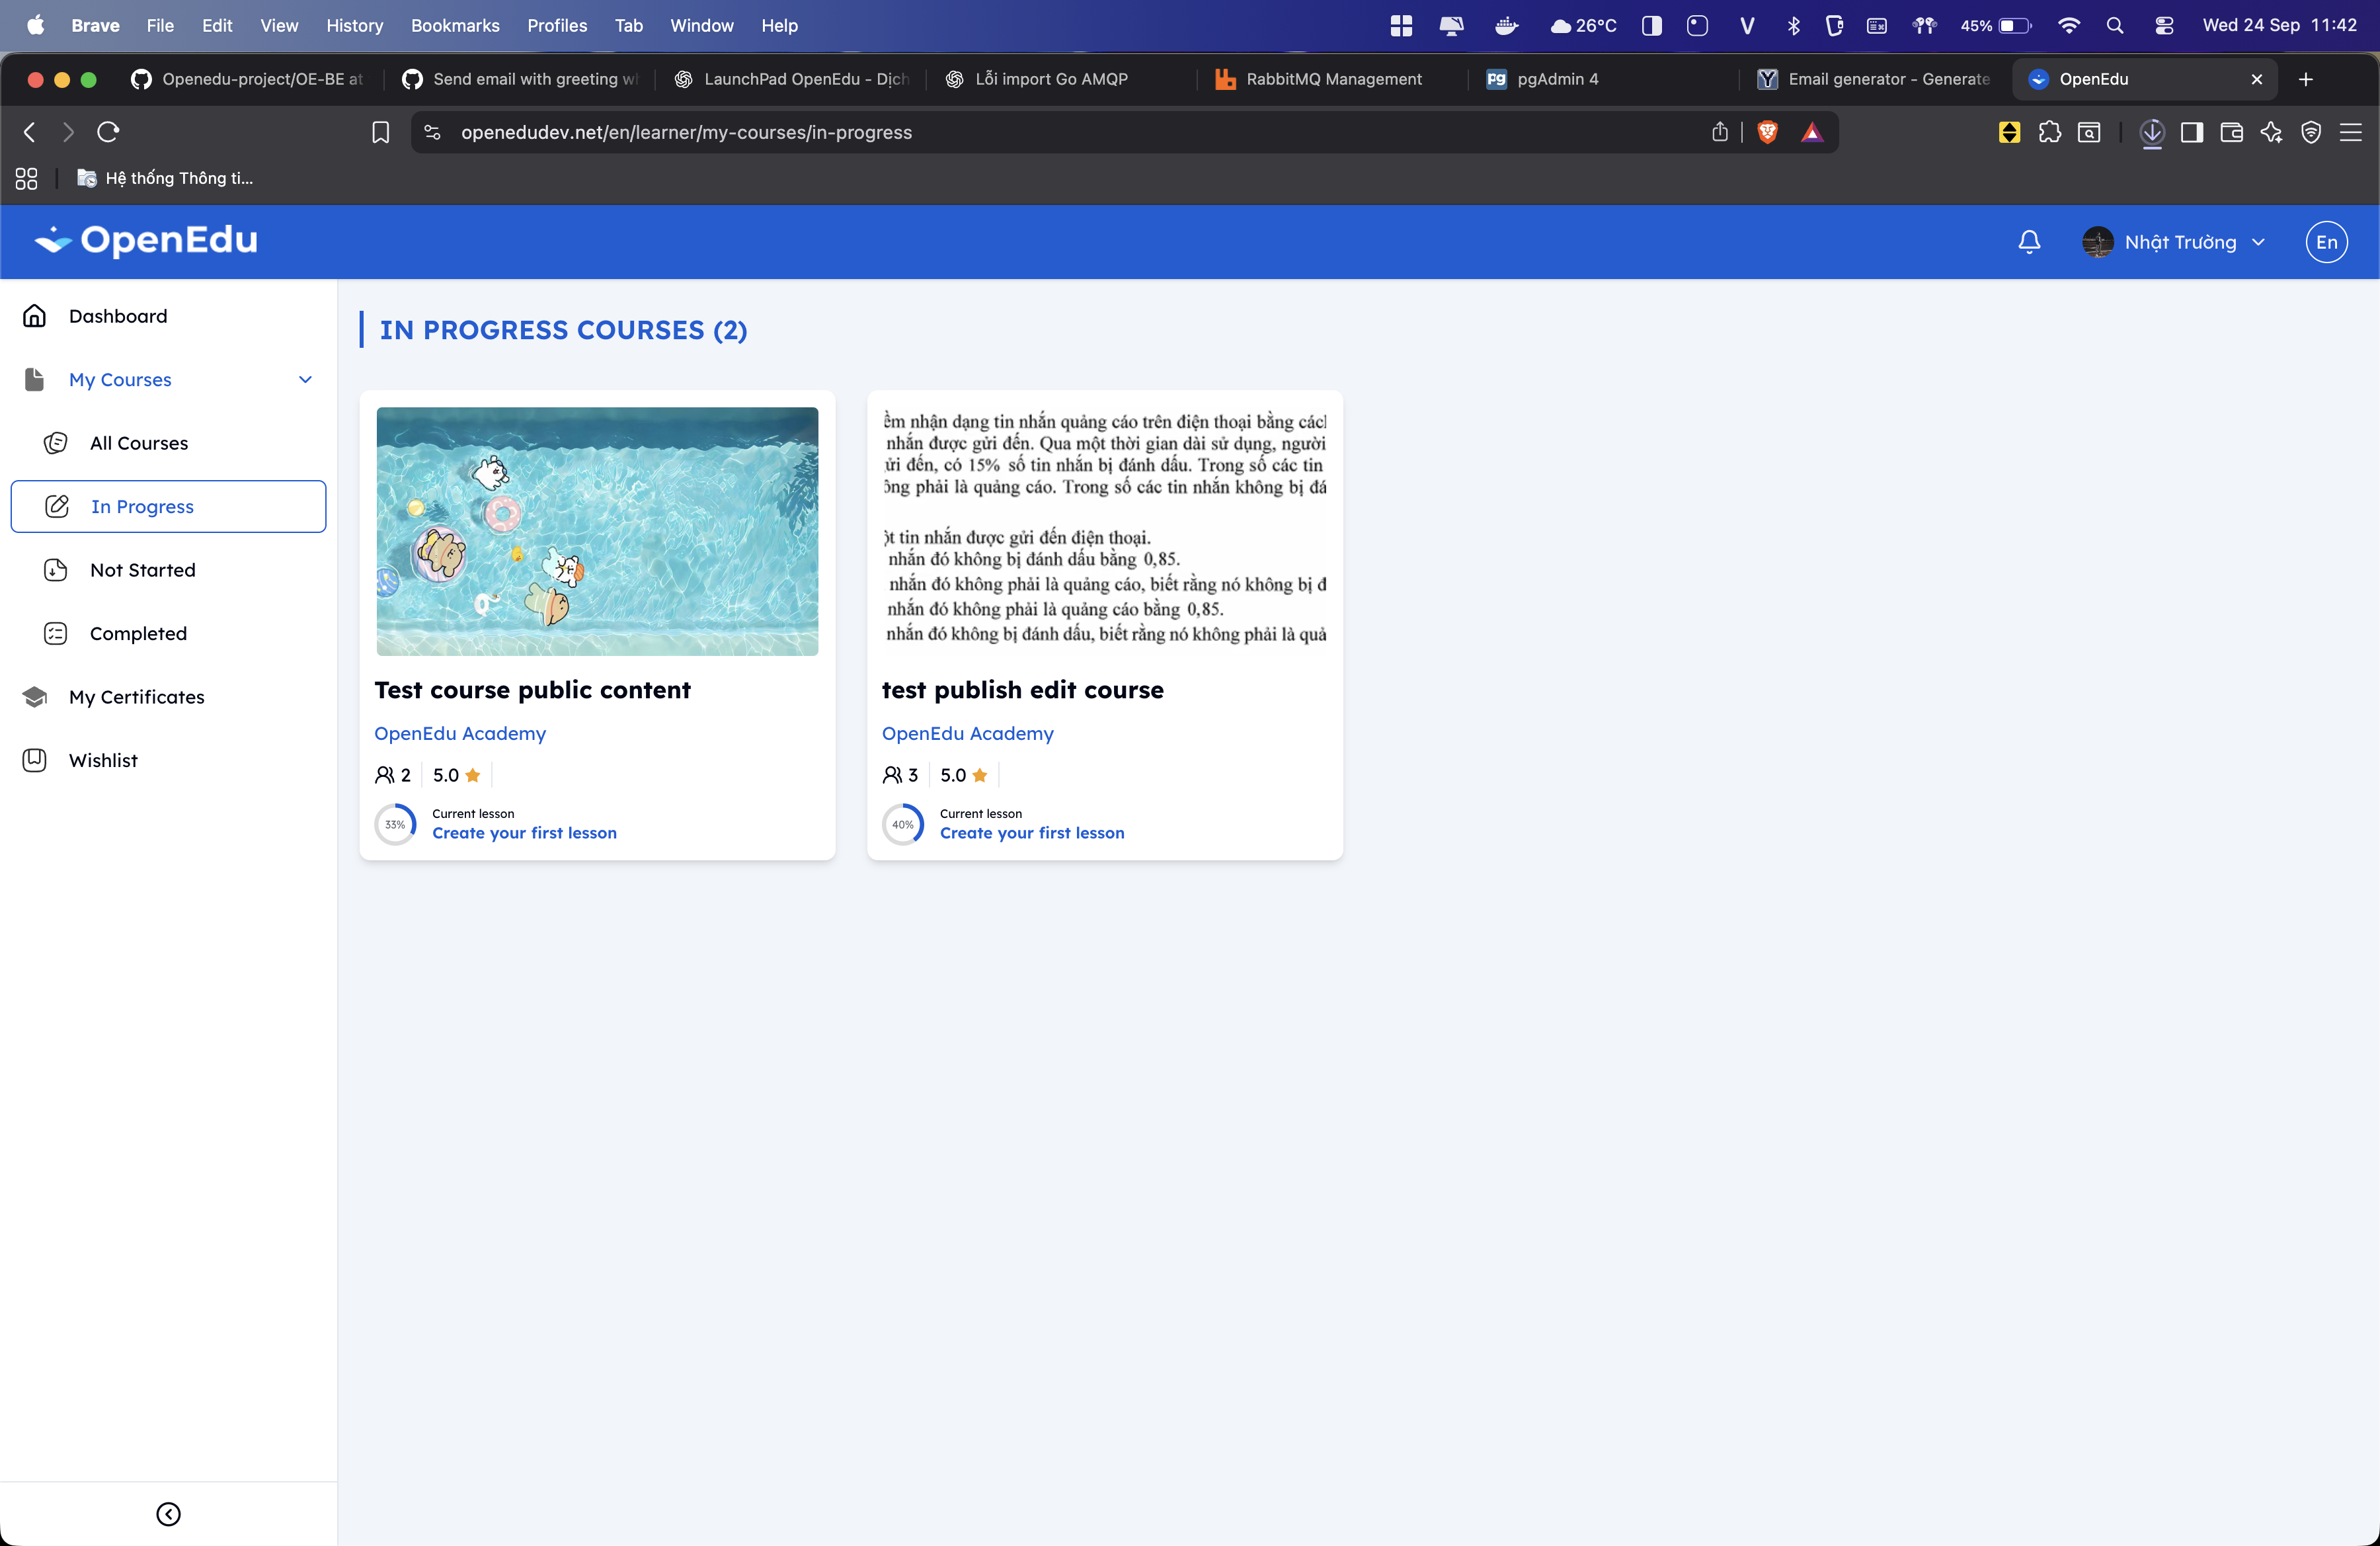 Brave File Edit View History Bookmarks Profiles Tab Window Help 26°C 45% Wed 24 Sep 11:42
Openedu-project/OE-BE at Send email with greeting wh LaunchPad OpenEdu - Dịch Lỗi import Go AMQP RabbitMQ Management pgAdmin 4 Email generator - Generate OpenEdu
openedudev.net/en/learner/my-courses/in-progress
Hệ thống Thông ti...
OpenEdu
Nhật Trường
En
Dashboard
My Courses
All Courses
In Progress
Not Started
Completed
My Certificates
Wishlist
IN PROGRESS COURSES (2)
Test course public content
OpenEdu Academy
2 5.0
33%
Current lesson
Create your first lesson
nhận dạng tin nhắn quảng cáo trên điện thoại bằng
nhắn được gửi đến. Qua một thời gian dài sử dụng, người
đến, có 15% số tin nhắn bị đánh dấu. Trong số các tin
phải là quảng cáo. Trong số các tin nhắn không bị
tin nhắn được gửi đến điện thoại.
nhắn đó không bị đánh dấu bằng 0,85.
nhắn đó không phải là quảng cáo, biết rằng nó không bị
nhắn đó không phải là quảng cáo bằng 0,85.
nhắn đó không bị đánh dấu, biết rằng nó không phải là
test publish edit course
OpenEdu Academy
3 5.0
40%
Current lesson
Create your first lesson